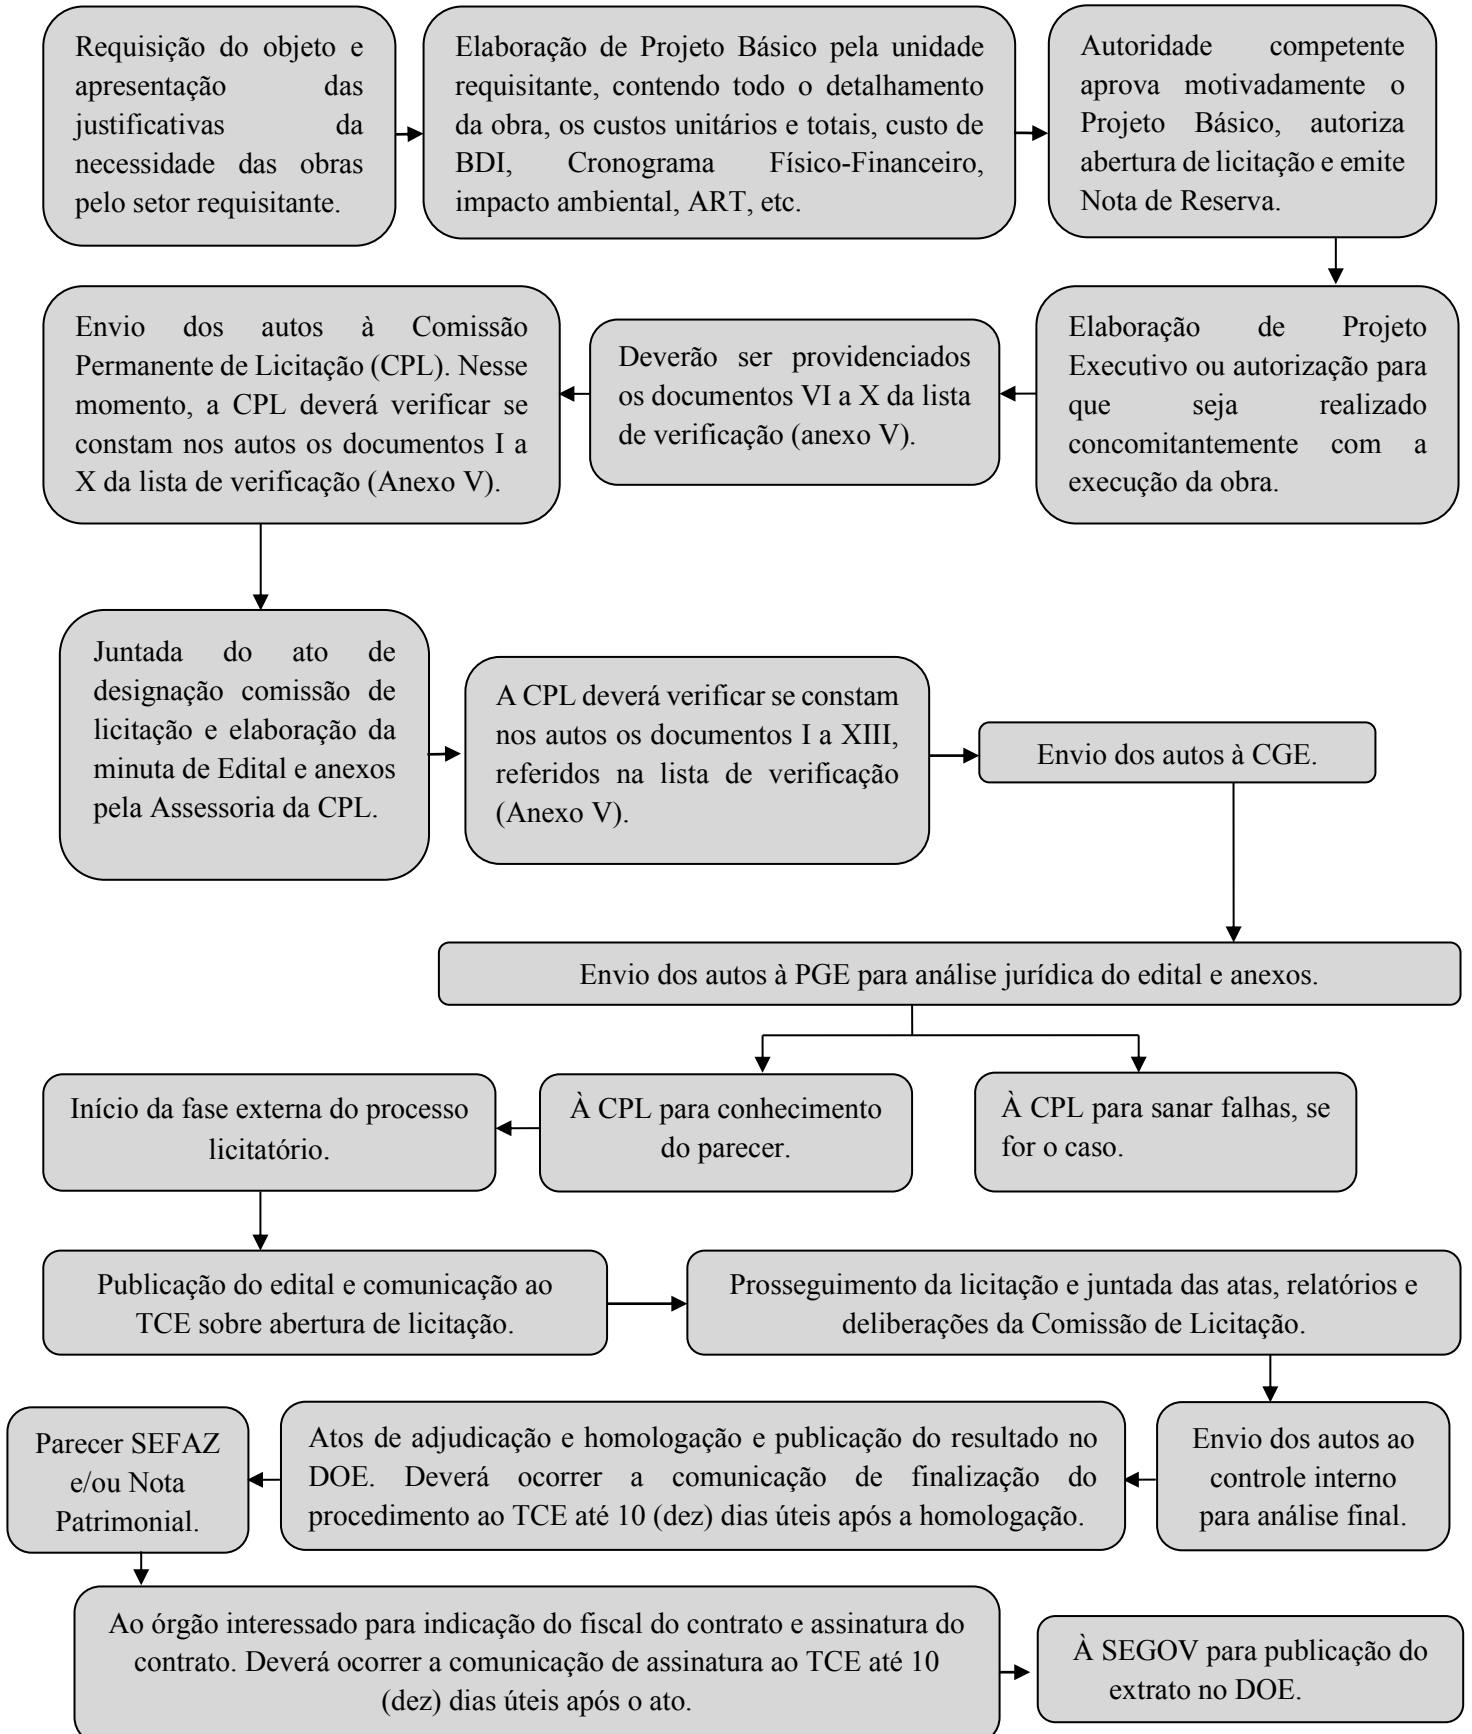 Requisição do objeto e
apresentação das
justificativas da
necessidade das obras
pelo setor requisitante.
Elaboração de Projeto Básico pela unidade
requisitante, contendo todo o detalhamento
da obra, os custos unitários e totais, custo de
BDI, Cronograma Físico-Financeiro,
impacto ambiental, ART, etc.
Autoridade competente
aprova motivadamente o
Projeto Básico, autoriza
abertura de licitação e emite
Nota de Reserva.
Elaboração de Projeto
Executivo ou autorização para
que seja realizado
concomitantemente com a
execução da obra.
Deverão ser providenciados
os documentos VI a X da lista
de verificação (anexo V).
Envio dos autos à Comissão
Permanente de Licitação (CPL). Nesse
momento, a CPL deverá verificar se
constam nos autos os documentos I a
X da lista de verificação (Anexo V).
Juntada do ato de
designação comissão de
licitação e elaboração da
minuta de Edital e anexos
pela Assessoria da CPL.
A CPL deverá verificar se constam
nos autos os documentos I a XIII,
referidos na lista de verificação
(Anexo V).
Envio dos autos à CGE.
Envio dos autos à PGE para análise jurídica do edital e anexos.
À CPL para sanar falhas, se
for o caso.
À CPL para conhecimento
do parecer.
Início da fase externa do processo
licitatório.
Publicação do edital e comunicação ao
TCE sobre abertura de licitação.
Prosseguimento da licitação e juntada das atas, relatórios e
deliberações da Comissão de Licitação.
Envio dos autos ao
controle interno
para análise final.
Atos de adjudicação e homologação e publicação do resultado no
DOE. Deverá ocorrer a comunicação de finalização do
procedimento ao TCE até 10 (dez) dias úteis após a homologação.
Parecer SEFAZ
e/ou Nota
Patrimonial.
Ao órgão interessado para indicação do fiscal do contrato e assinatura do
contrato. Deverá ocorrer a comunicação de assinatura ao TCE até 10
(dez) dias úteis após o ato.
À SEGOV para publicação do
extrato no DOE.